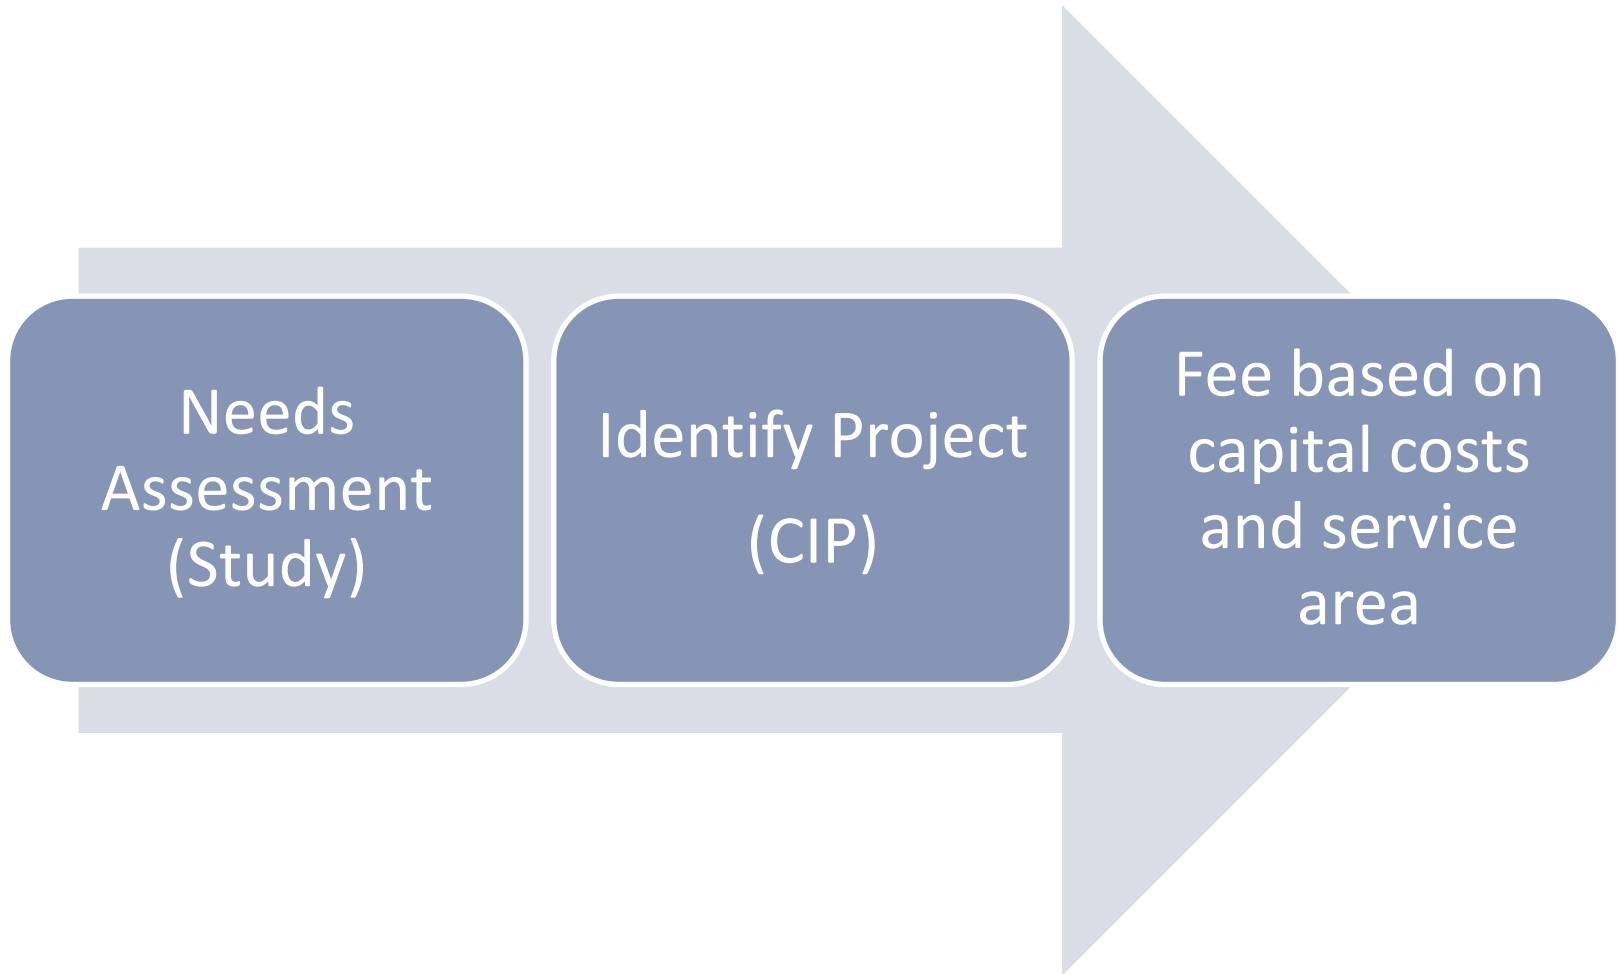 Needs
Assessment
(Study)
Identify Project
(CIP)
Fee based on
capital costs
and service
area